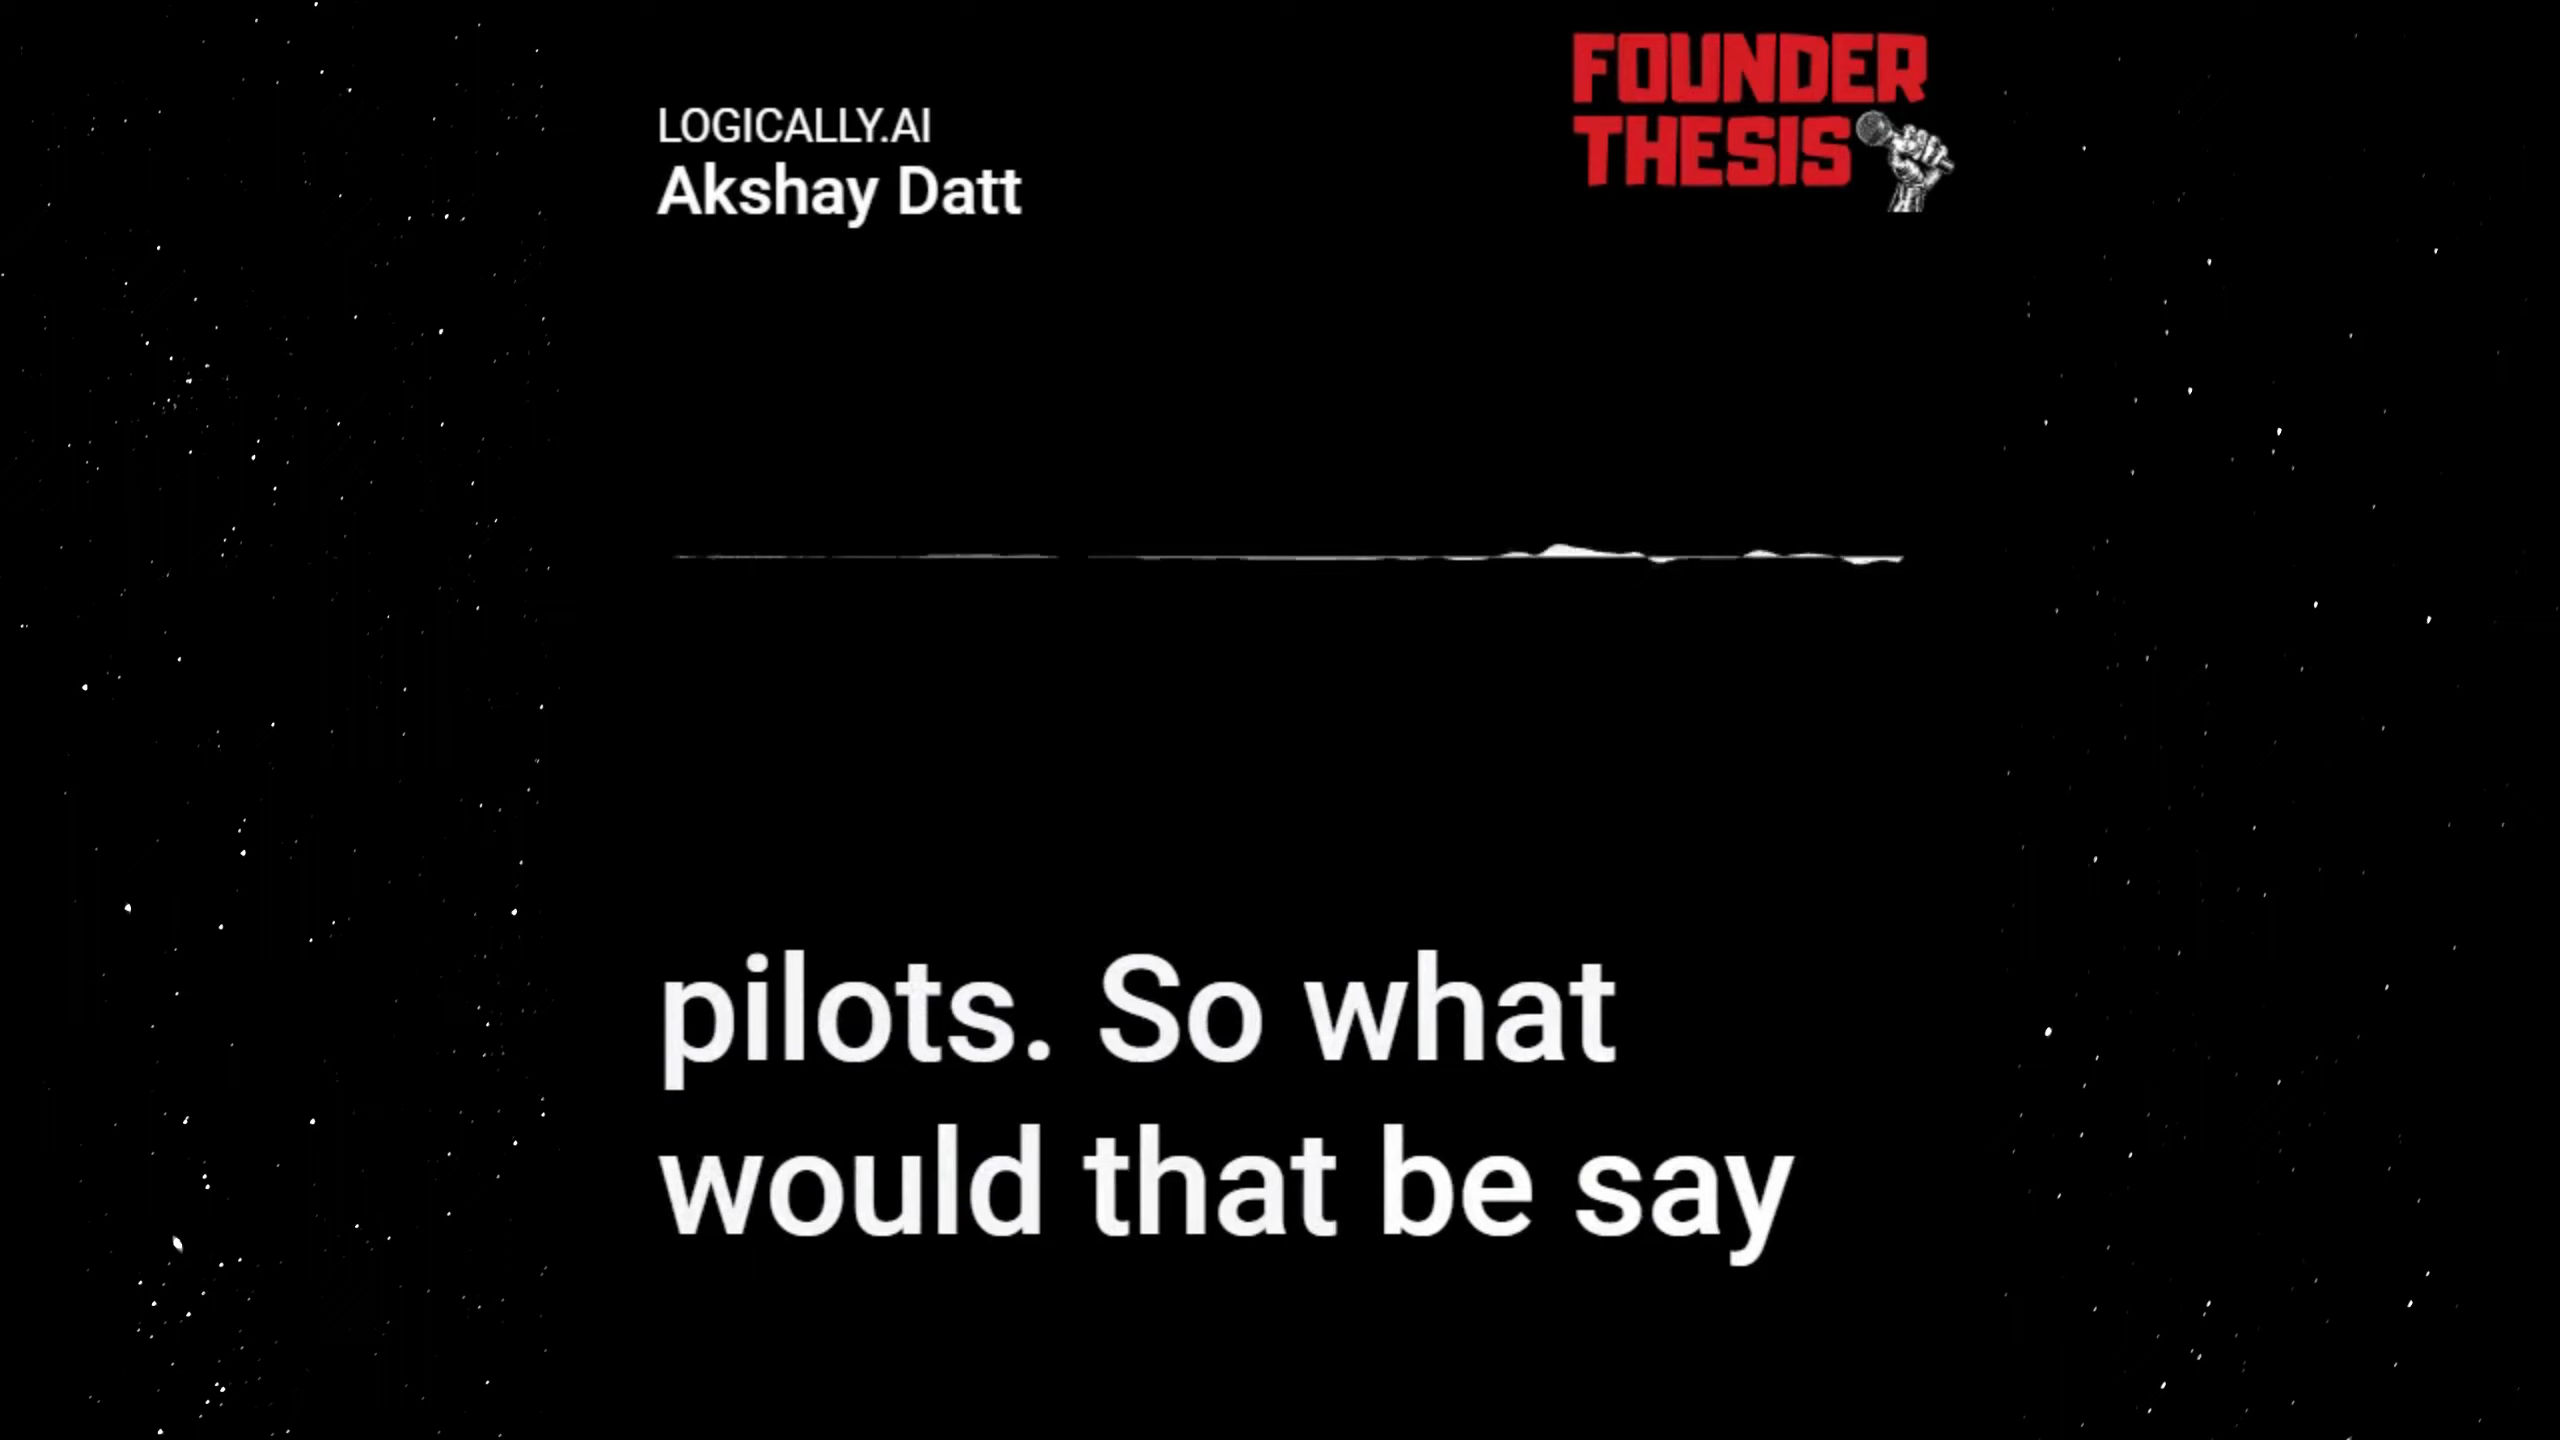 LOGICALLY.AI
Akshay Datt
FOUNDER
THESIS
pilots. So what
would that be say